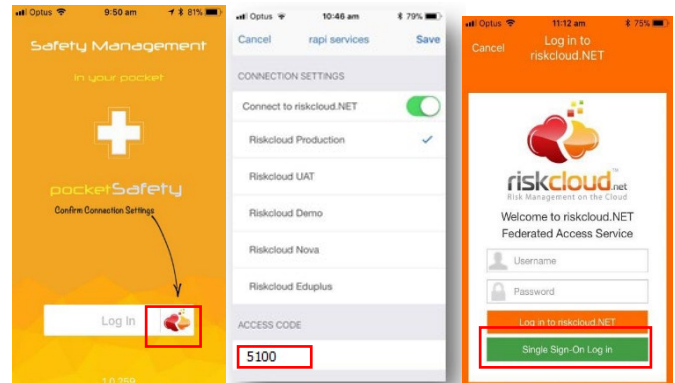 Optus 9:50 am 81%
Safety Management
in your pocket
pocketSafety
Confirm Connection Settings
Log In
1.0.259
Optus 10:46 am 79%
Cancel rapi services Save
CONNECTION SETTINGS
Connect to riskcloud.NET
Riskcloud Production
Riskcloud UAT
Riskcloud Demo
Riskcloud Nova
Riskcloud Eduplus
ACCESS CODE
5100
Optus 11:12 am 75%
Cancel
Log in to
riskcloud.NET
riskcloud.net™
Risk Management on the Cloud
Welcome to riskcloud.NET
Federated Access Service
Username
Password
Log in to riskcloud.NET
Single Sign-On Log in